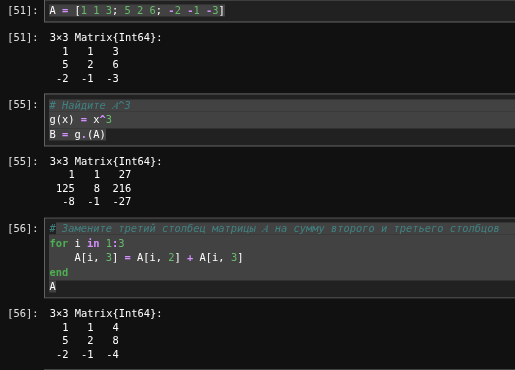 [51]: A = [1 1 3; 5 2 6; -2 -1 -3]
[51]: 3×3 Matrix{Int64}:
1 1 3
5 2 6
-2 -1 -3
[55]: # Найдите 𝐴^3
g(x) = x^3
B = g.(A)
[55]: 3×3 Matrix{Int64}:
1 1 27
125 8 216
-8 -1 -27
[56]: # Замените третий столбец матрицы 𝐴 на сумму второго и третьего столбцов
for i in 1:3
A[i, 3] = A[i, 2] + A[i, 3]
end
A
[56]: 3×3 Matrix{Int64}:
1 1 4
5 2 8
-2 -1 -4